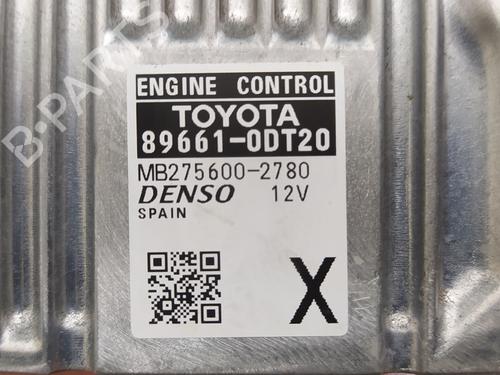 ENGINE CONTROL
TOYOTA
89661-0DT20
MB275600-2780
DENSO 12V
SPAIN
X
B-PARTS